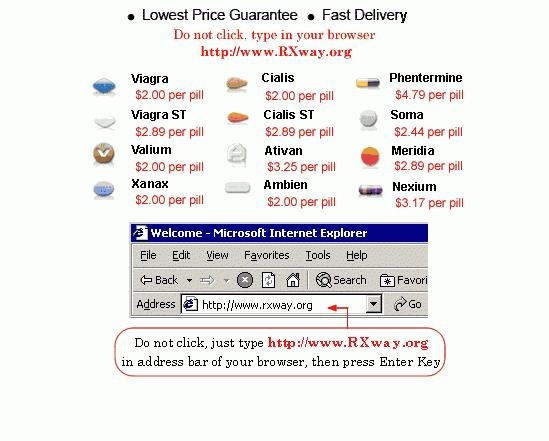 ● Lowest Price Guarantee ● Fast Delivery
Do not click, type in your browser
http://www.RXway.org
Viagra
$2.00 per pill
Cialis
$2.00 per pill
Phentermine
$4.79 per pill
Viagra ST
$2.89 per pill
Cialis ST
$2.89 per pill
Soma
$2.44 per pill
Valium
$2.00 per pill
Ativan
$3.25 per pill
Meridia
$2.89 per pill
Xanax
$2.00 per pill
Ambien
$2.00 per pill
Nexium
$3.17 per pill
Welcome - Microsoft Internet Explorer
File Edit View Favorites Tools Help
Back Search Favori
Address http://www.rxway.org Go
Do not click, just type http://www.RXway.org
in address bar of your browser, then press Enter Key